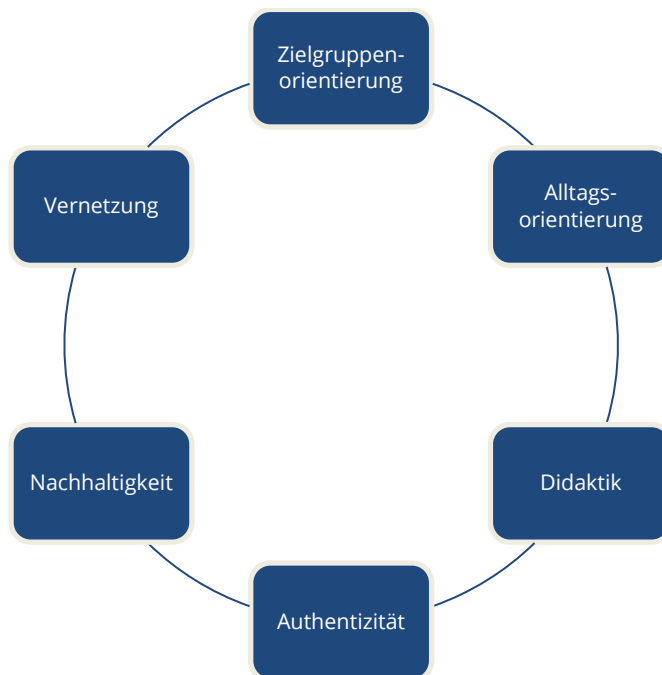 Zielgruppen-
orientierung
Alltags-
orientierung
Didaktik
Authentizität
Nachhaltigkeit
Vernetzung